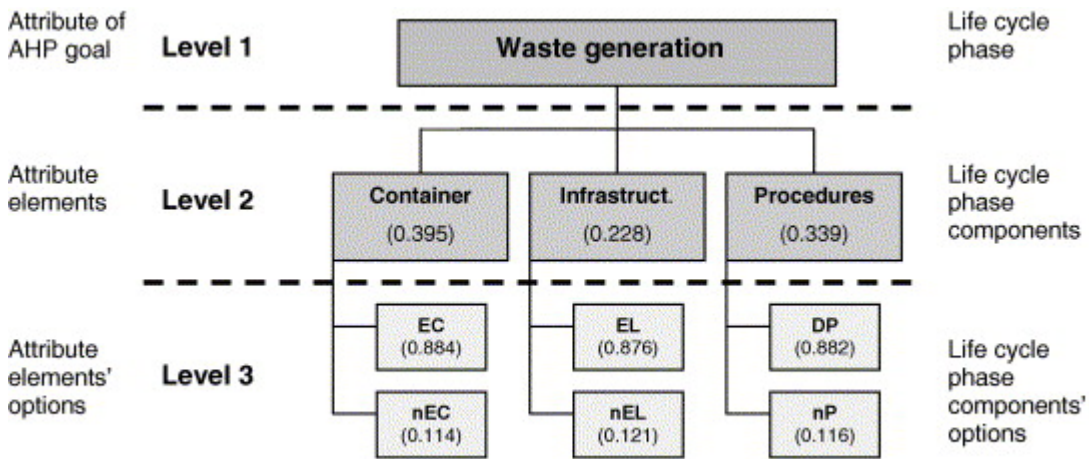 Attribute of
AHP goal
Level 1
Waste generation
Life cycle
phase
Attribute
elements
Level 2
Container
(0.395)
Infrastruct.
(0.228)
Procedures
(0.339)
Life cycle
phase
components
Attribute
elements’
options
Level 3
EC
(0.884)
EL
(0.876)
DP
(0.882)
nEC
(0.114)
nEL
(0.121)
nP
(0.116)
Life cycle
phase
components’
options